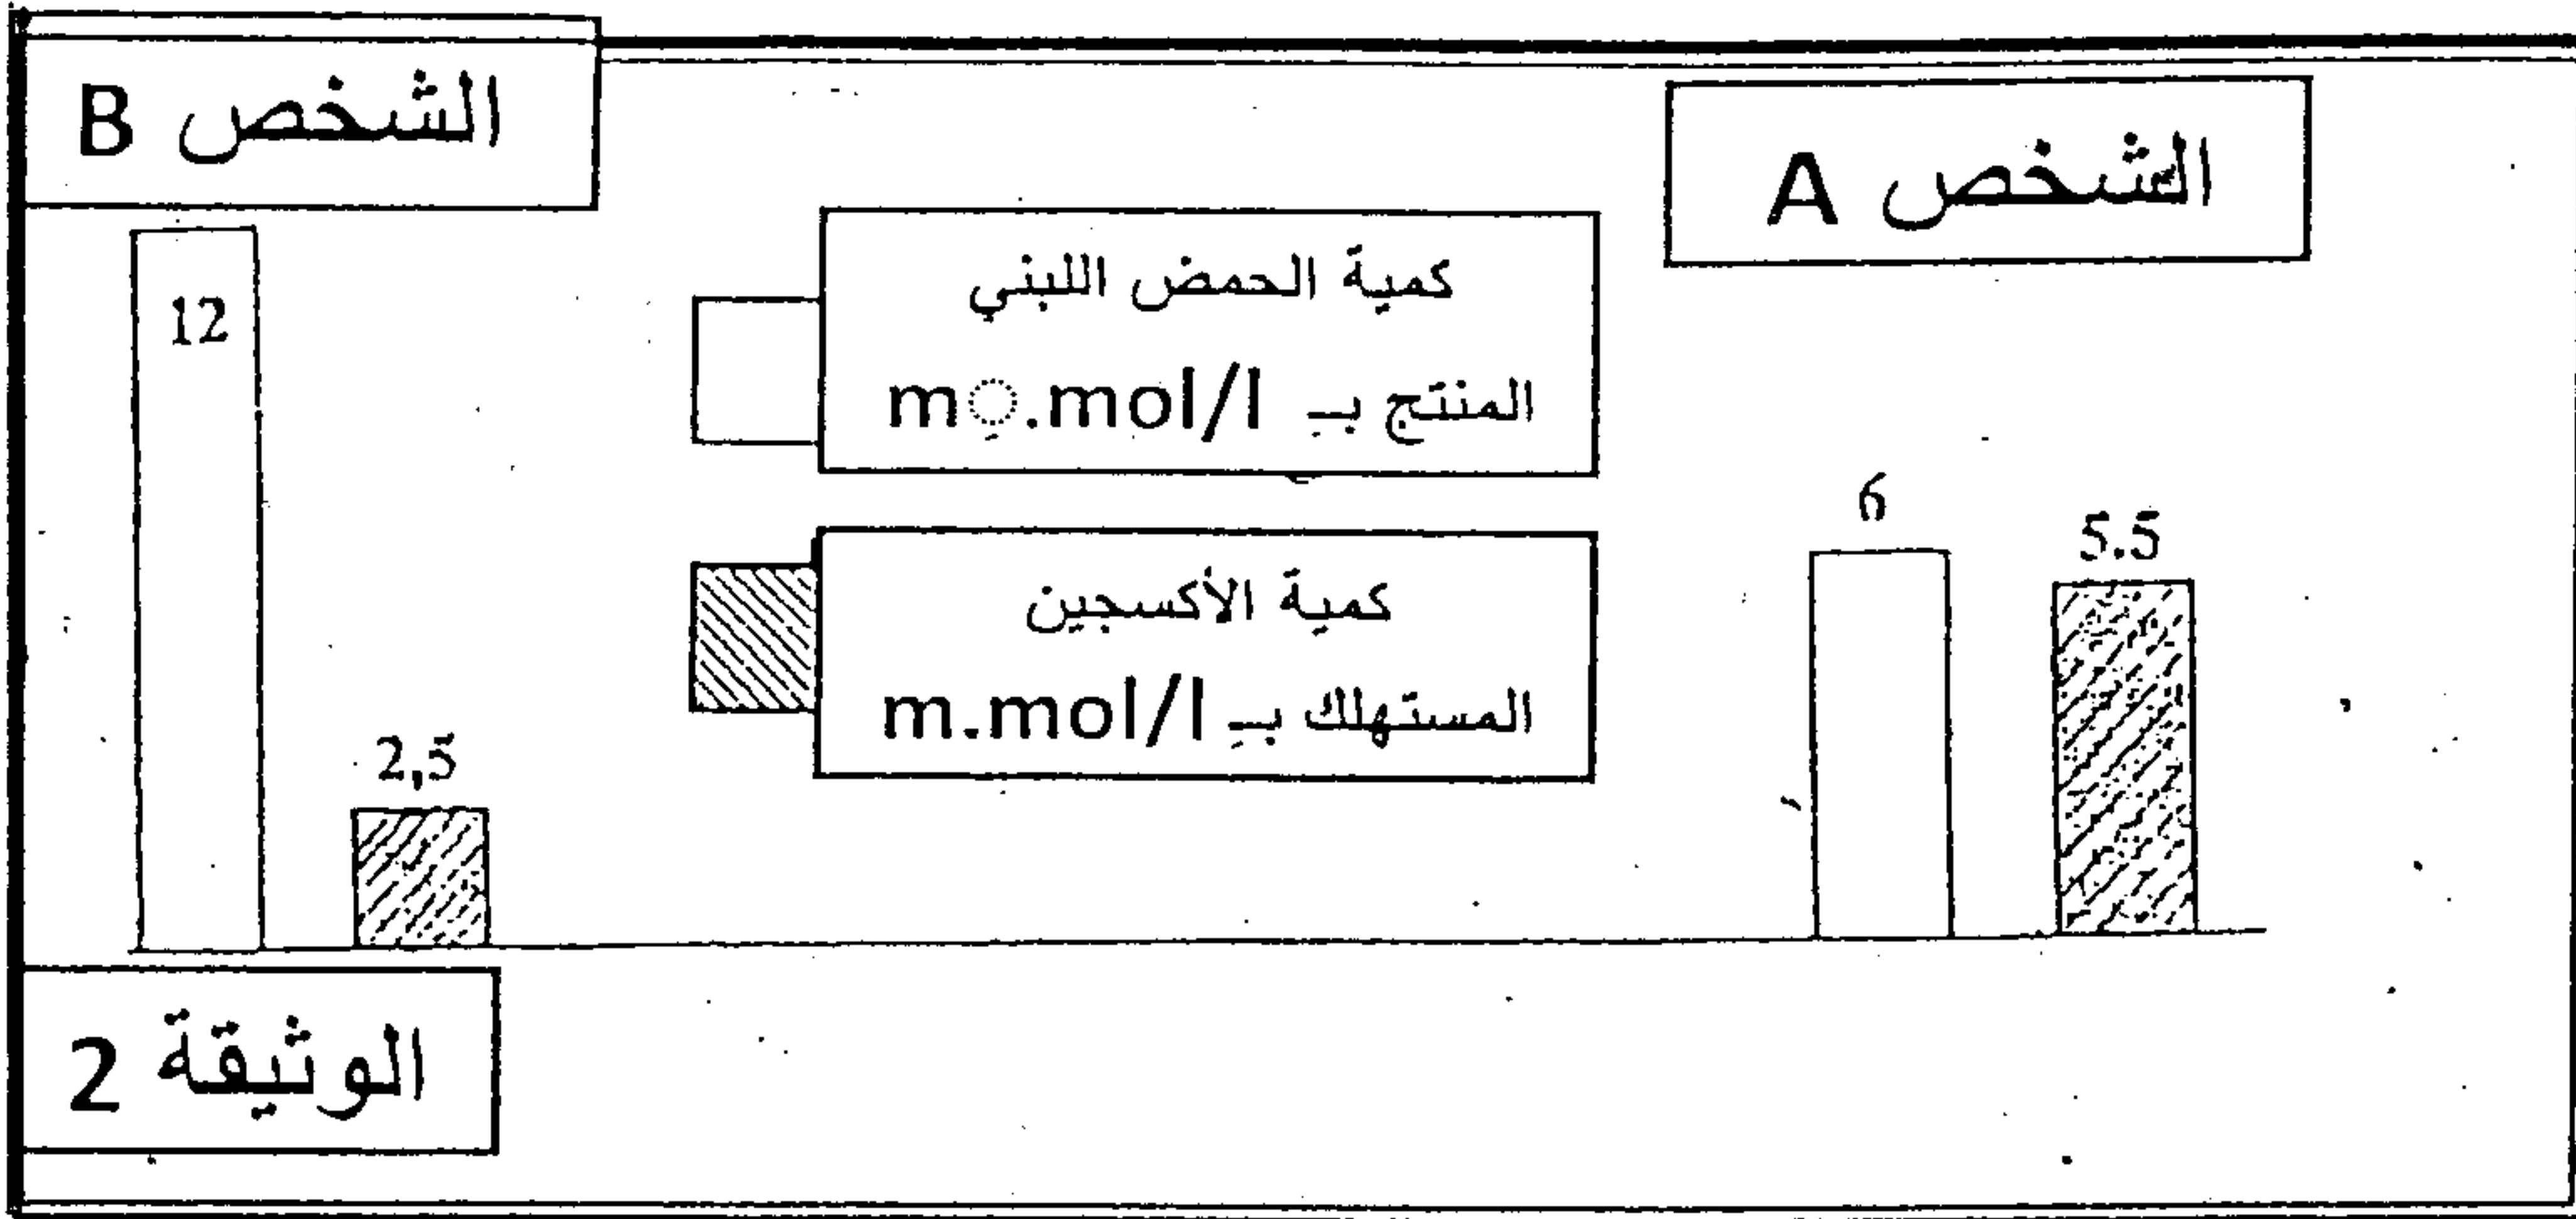 الشخص A
الشخص B
كمية الحمض اللبني
المنتج بـِ m◌ِ.mol/l
كمية الأكسجين
المستهلك بـِ m.mol/l
12
2,5
6
5.5
الوثيقة 2